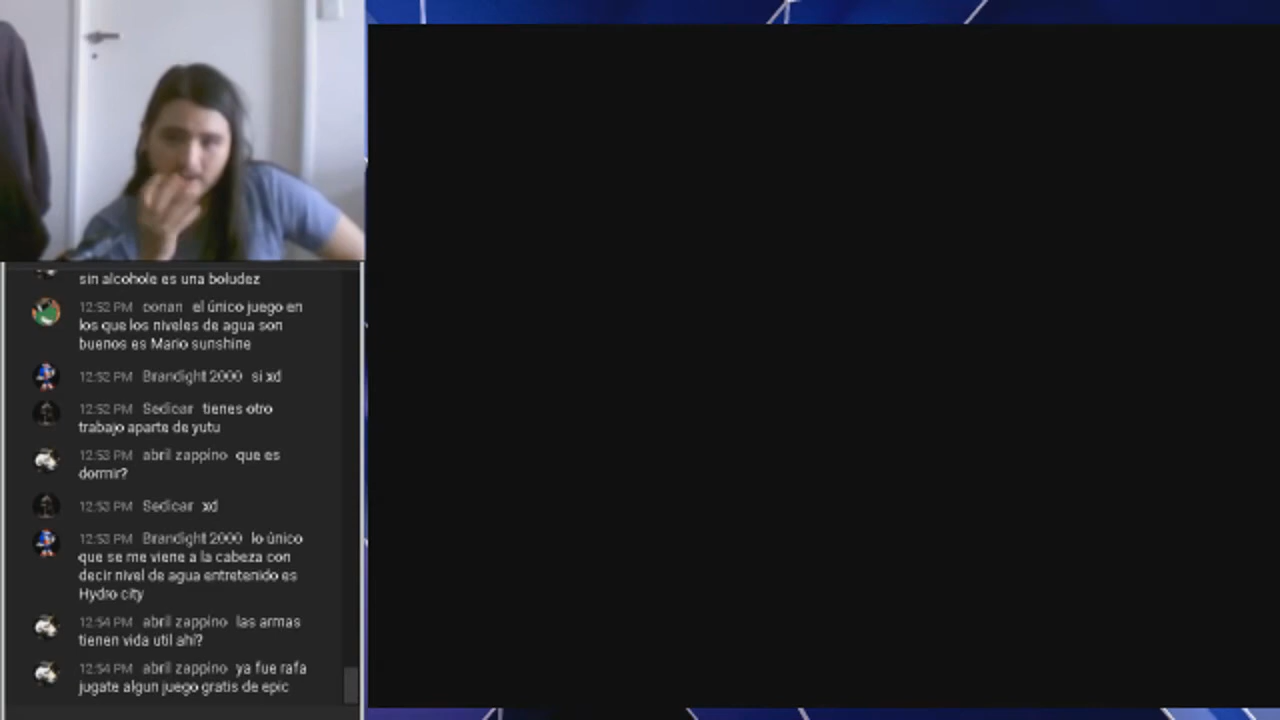 sin alcohole es una boludez
12:52 PM conan el único juego en
los que los niveles de agua son
buenos es Mario sunshine
12:52 PM Brandight 2000 si xd
12:52 PM Sedicar tienes otro
trabajo aparte de yutu
12:53 PM abril zappino que es
dormir?
12:53 PM Sedicar xd
12:53 PM Brandight 2000 lo único
que se me viene a la cabeza con
decir nivel de agua entretenido es
Hydro city
12:54 PM abril zappino las armas
tienen vida util ahi?
12:54 PM abril zappino ya fue rafa
jugate algun juego gratis de epic